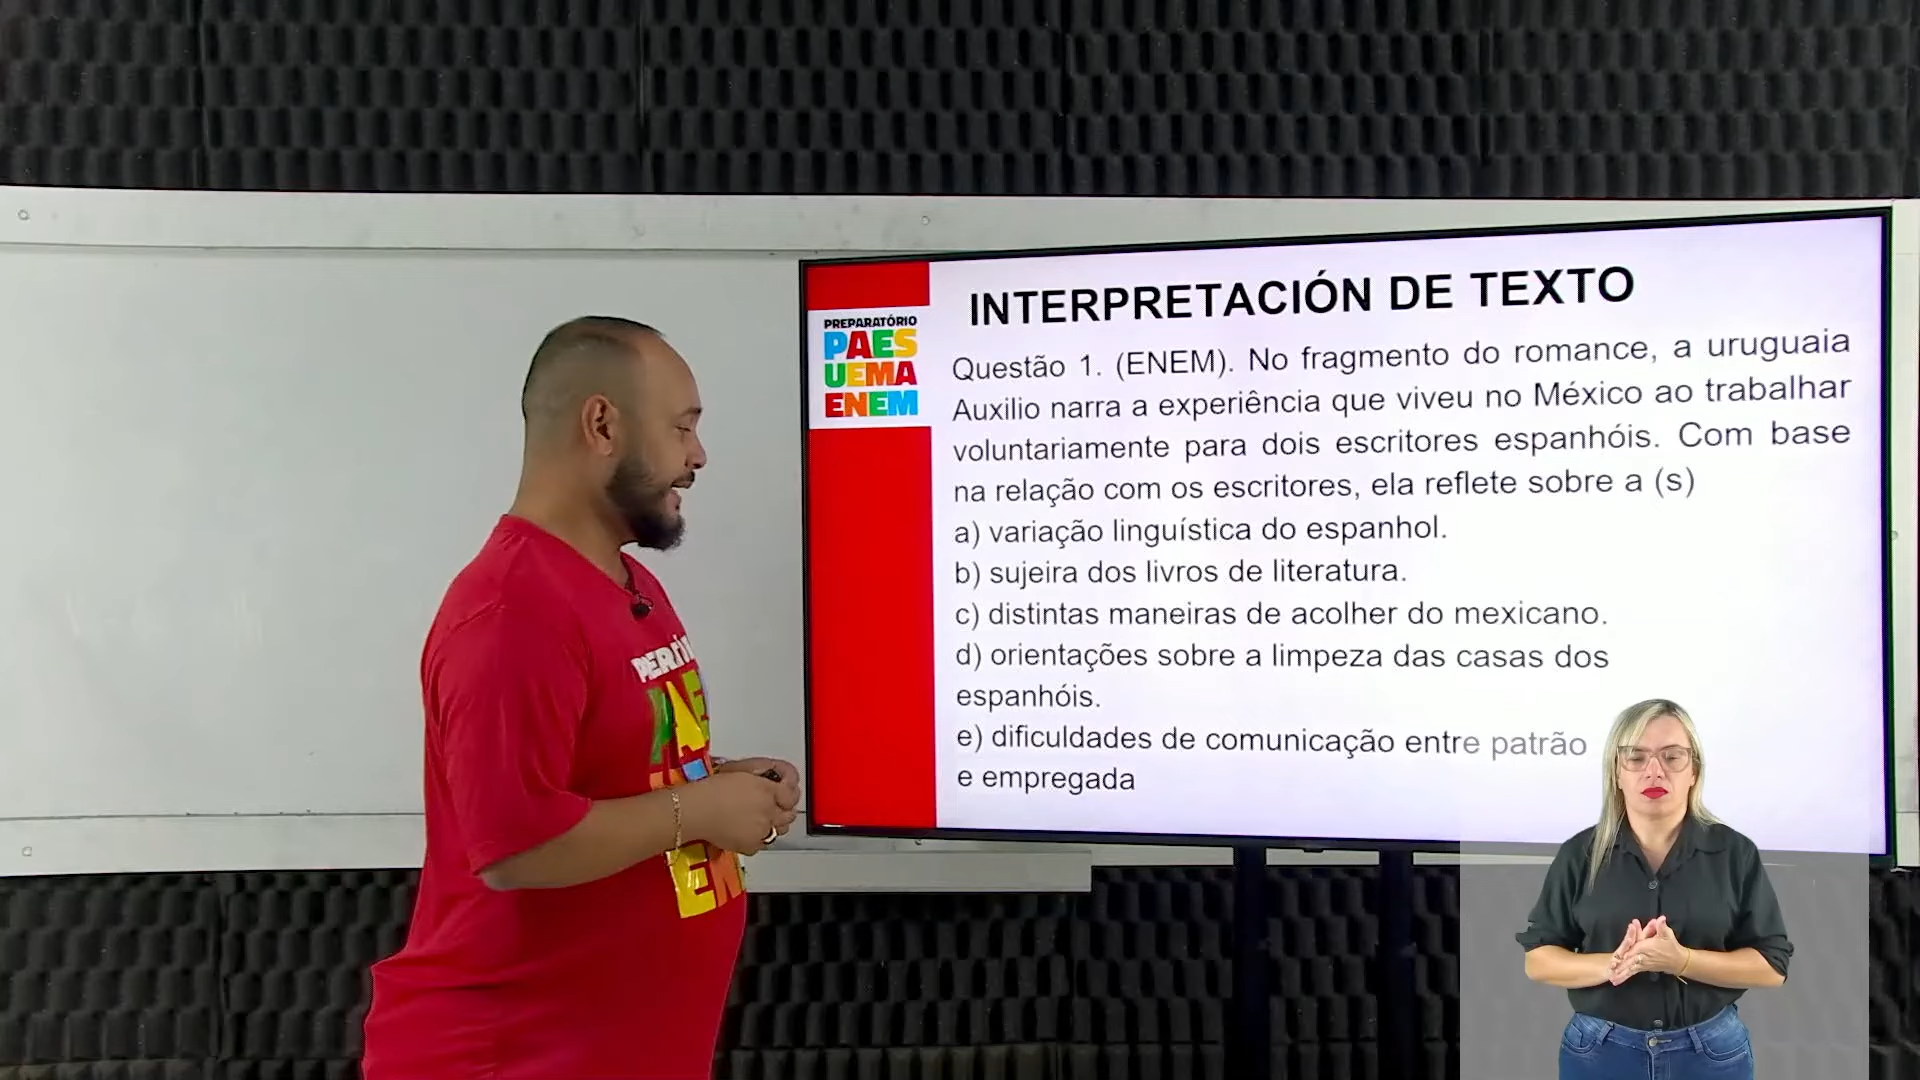 INTERPRETACIÓN DE TEXTO
PREPARATÓRIO
PAES
UEMA
ENEM
Questão 1. (ENEM). No fragmento do romance, a uruguaia
Auxilio narra a experiência que viveu no México ao trabalhar
voluntariamente para dois escritores espanhóis. Com base
na relação com os escritores, ela reflete sobre a (s)
a) variação linguística do espanhol.
b) sujeira dos livros de literatura.
c) distintas maneiras de acolher do mexicano.
d) orientações sobre a limpeza das casas dos
espanhóis.
e) dificuldades de comunicação entre patrão
e empregada